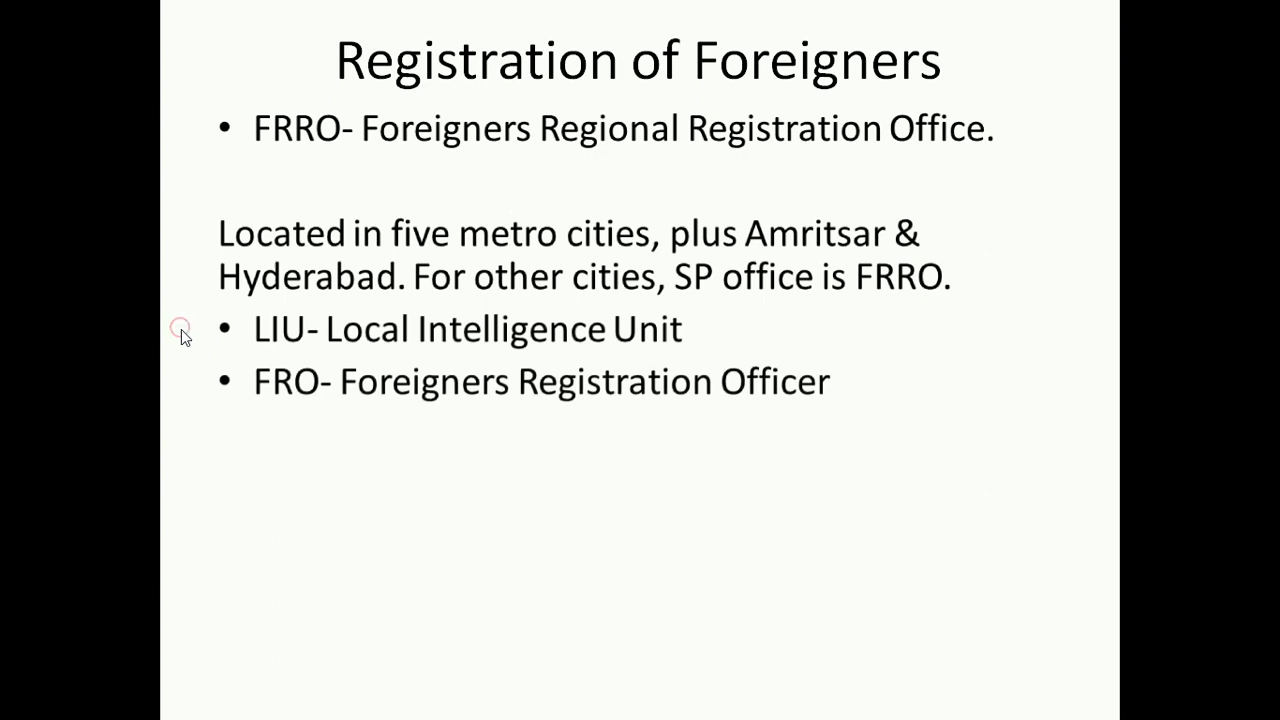 Registration of Foreigners
• FRRO- Foreigners Regional Registration Office.
Located in five metro cities, plus Amritsar &
Hyderabad. For other cities, SP office is FRRO.
• LIU- Local Intelligence Unit
• FRO- Foreigners Registration Officer